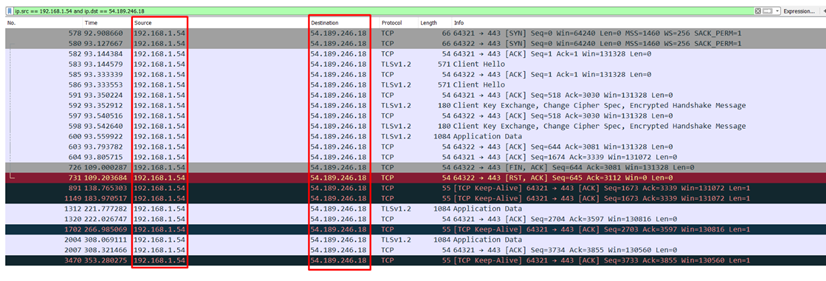 ip.src == 192.168.1.54 and ip.dst == 54.189.246.18 Expression...
No. Time Source Destination Protocol Length Info
578 92.908660 192.168.1.54 54.189.246.18 TCP 66 64321 → 443 [SYN] Seq=0 Win=64240 Len=0 MSS=1460 WS=256 SACK_PERM=1
580 93.127667 192.168.1.54 54.189.246.18 TCP 66 64322 → 443 [SYN] Seq=0 Win=64240 Len=0 MSS=1460 WS=256 SACK_PERM=1
582 93.144384 192.168.1.54 54.189.246.18 TCP 54 64321 → 443 [ACK] Seq=1 Ack=1 Win=131328 Len=0
583 93.144579 192.168.1.54 54.189.246.18 TLSv1.2 571 Client Hello
585 93.333339 192.168.1.54 54.189.246.18 TCP 54 64322 → 443 [ACK] Seq=1 Ack=1 Win=131328 Len=0
586 93.333553 192.168.1.54 54.189.246.18 TLSv1.2 571 Client Hello
591 93.350224 192.168.1.54 54.189.246.18 TCP 54 64321 → 443 [ACK] Seq=518 Ack=3030 Win=131328 Len=0
592 93.352912 192.168.1.54 54.189.246.18 TLSv1.2 180 Client Key Exchange, Change Cipher Spec, Encrypted Handshake Message
597 93.540516 192.168.1.54 54.189.246.18 TCP 54 64322 → 443 [ACK] Seq=518 Ack=3030 Win=131328 Len=0
598 93.542640 192.168.1.54 54.189.246.18 TLSv1.2 180 Client Key Exchange, Change Cipher Spec, Encrypted Handshake Message
600 93.559922 192.168.1.54 54.189.246.18 TLSv1.2 1084 Application Data
603 93.793782 192.168.1.54 54.189.246.18 TCP 54 64322 → 443 [ACK] Seq=644 Ack=3081 Win=131328 Len=0
604 93.805715 192.168.1.54 54.189.246.18 TCP 54 64321 → 443 [ACK] Seq=1674 Ack=3339 Win=131072 Len=0
726 109.000287 192.168.1.54 54.189.246.18 TCP 54 64322 → 443 [FIN, ACK] Seq=644 Ack=3081 Win=131328 Len=0
731 109.203684 192.168.1.54 54.189.246.18 TCP 54 64322 → 443 [RST, ACK] Seq=645 Ack=3112 Win=0 Len=0
891 138.765303 192.168.1.54 54.189.246.18 TCP 55 [TCP Keep-Alive] 64321 → 443 [ACK] Seq=1673 Ack=3339 Win=131072 Len=1
1149 183.970517 192.168.1.54 54.189.246.18 TCP 55 [TCP Keep-Alive] 64321 → 443 [ACK] Seq=1673 Ack=3339 Win=131072 Len=1
1312 221.777282 192.168.1.54 54.189.246.18 TLSv1.2 1084 Application Data
1320 222.026747 192.168.1.54 54.189.246.18 TCP 54 64321 → 443 [ACK] Seq=2704 Ack=3597 Win=130816 Len=0
1702 266.985069 192.168.1.54 54.189.246.18 TCP 55 [TCP Keep-Alive] 64321 → 443 [ACK] Seq=2703 Ack=3597 Win=130816 Len=1
2004 308.069111 192.168.1.54 54.189.246.18 TLSv1.2 1084 Application Data
2007 308.321466 192.168.1.54 54.189.246.18 TCP 54 64321 → 443 [ACK] Seq=3734 Ack=3855 Win=130560 Len=0
3470 353.280275 192.168.1.54 54.189.246.18 TCP 55 [TCP Keep-Alive] 64321 → 443 [ACK] Seq=3733 Ack=3855 Win=130560 Len=1